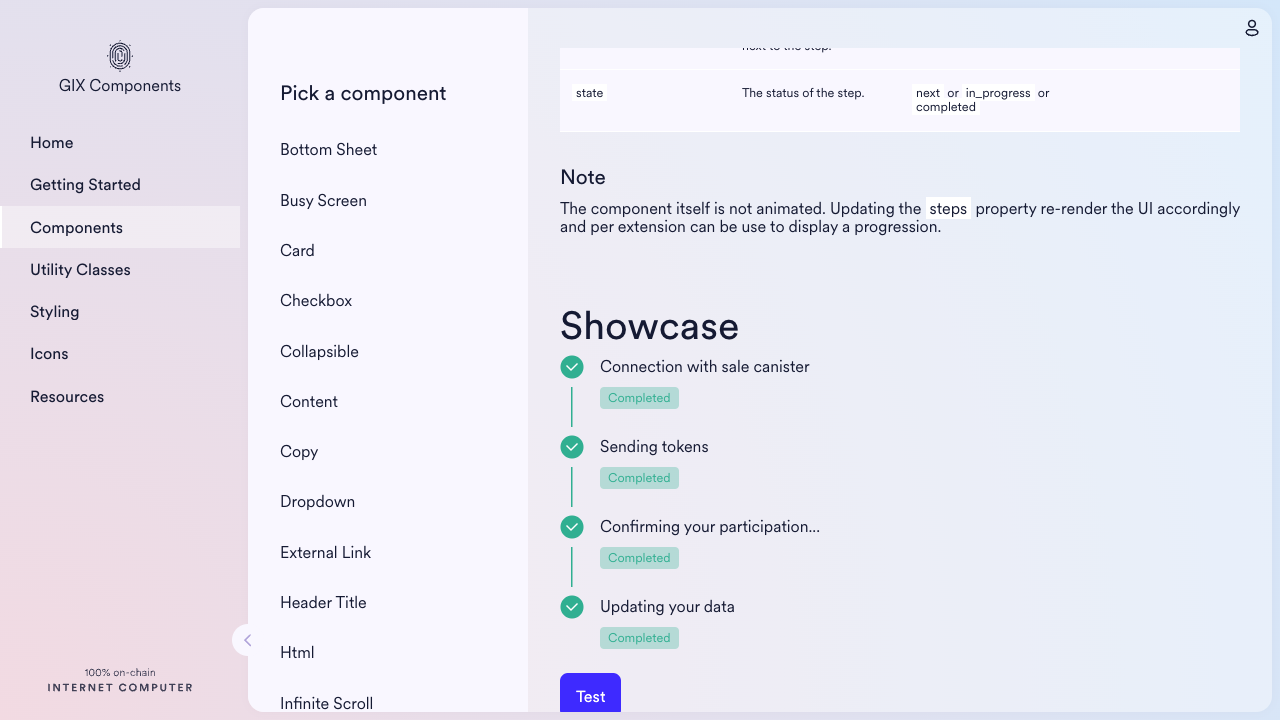 GIX Components
Home
Getting Started
Components
Utility Classes
Styling
Icons
Resources
100% on-chain
INTERNET COMPUTER
Pick a component
Bottom Sheet
Busy Screen
Card
Checkbox
Collapsible
Content
Copy
Dropdown
External Link
Header Title
Html
Infinite Scroll
next to the step.
state The status of the step. next or in_progress or
completed
Note
The component itself is not animated. Updating the steps property re-render the UI accordingly
and per extension can be use to display a progression.
Showcase
Connection with sale canister
Completed
Sending tokens
Completed
Confirming your participation...
Completed
Updating your data
Completed
Test